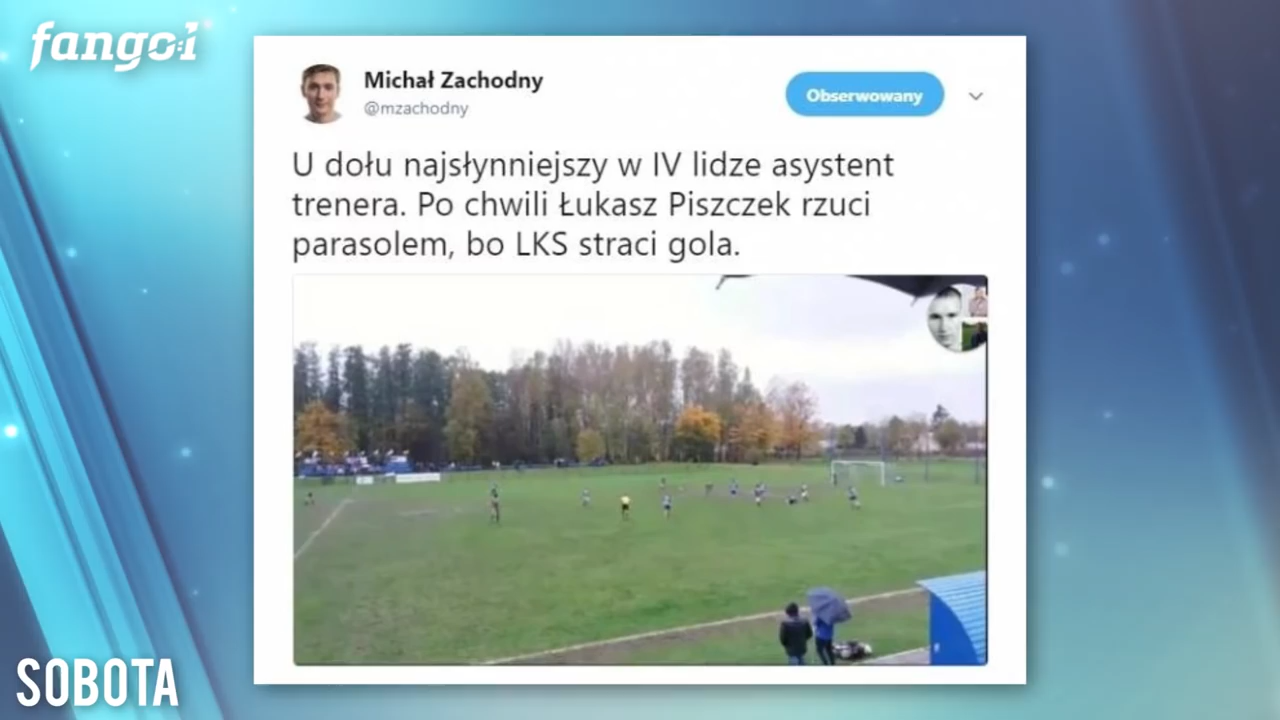 fangol
Michał Zachodny
@mzachodny
Obserwowany
U dołu najsłynniejszy w IV lidze asystent
trenera. Po chwili Łukasz Piszczek rzuci
parasolem, bo LKS straci gola.
SOBOTA